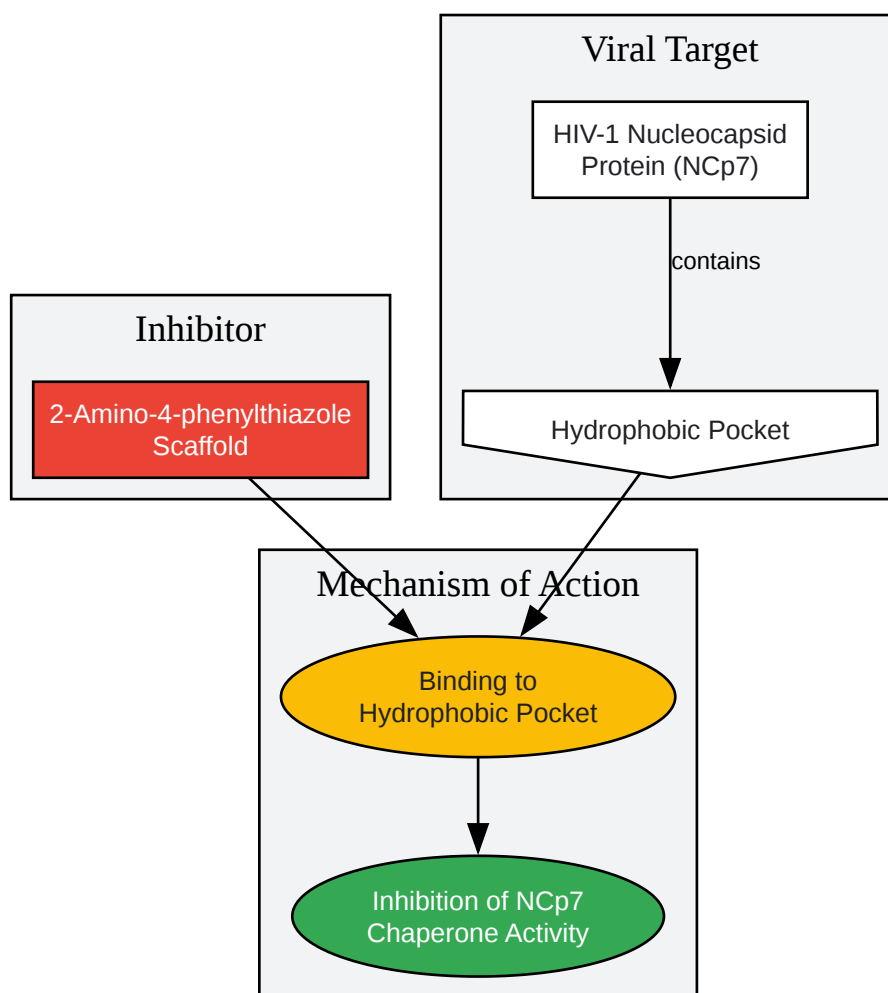 Viral Target
HIV-1 Nucleocapsid
Protein (NCp7)
contains
Hydrophobic Pocket
Inhibitor
2-Amino-4-phenylthiazole
Scaffold
Mechanism of Action
Binding to
Hydrophobic Pocket
Inhibition of NCp7
Chaperone Activity